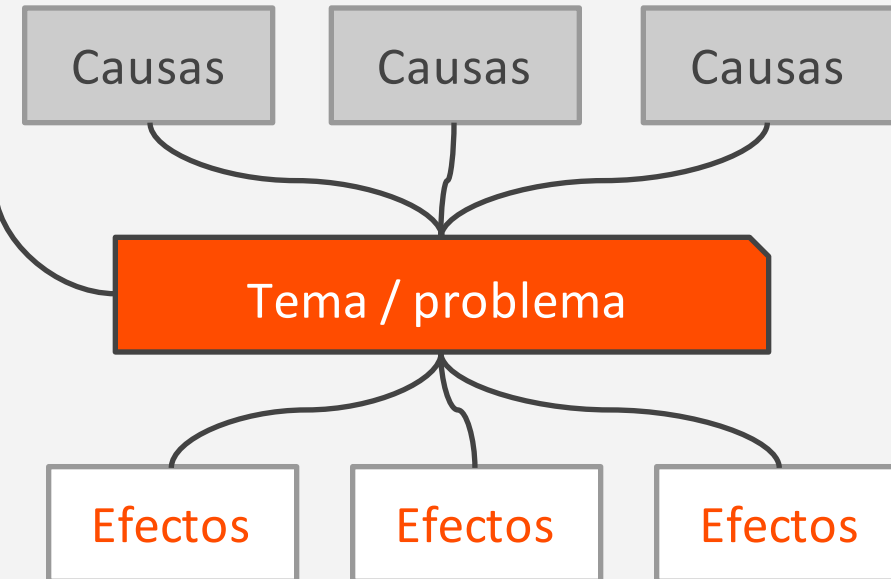 Causas
Causas
Causas
Tema / problema
Efectos
Efectos
Efectos